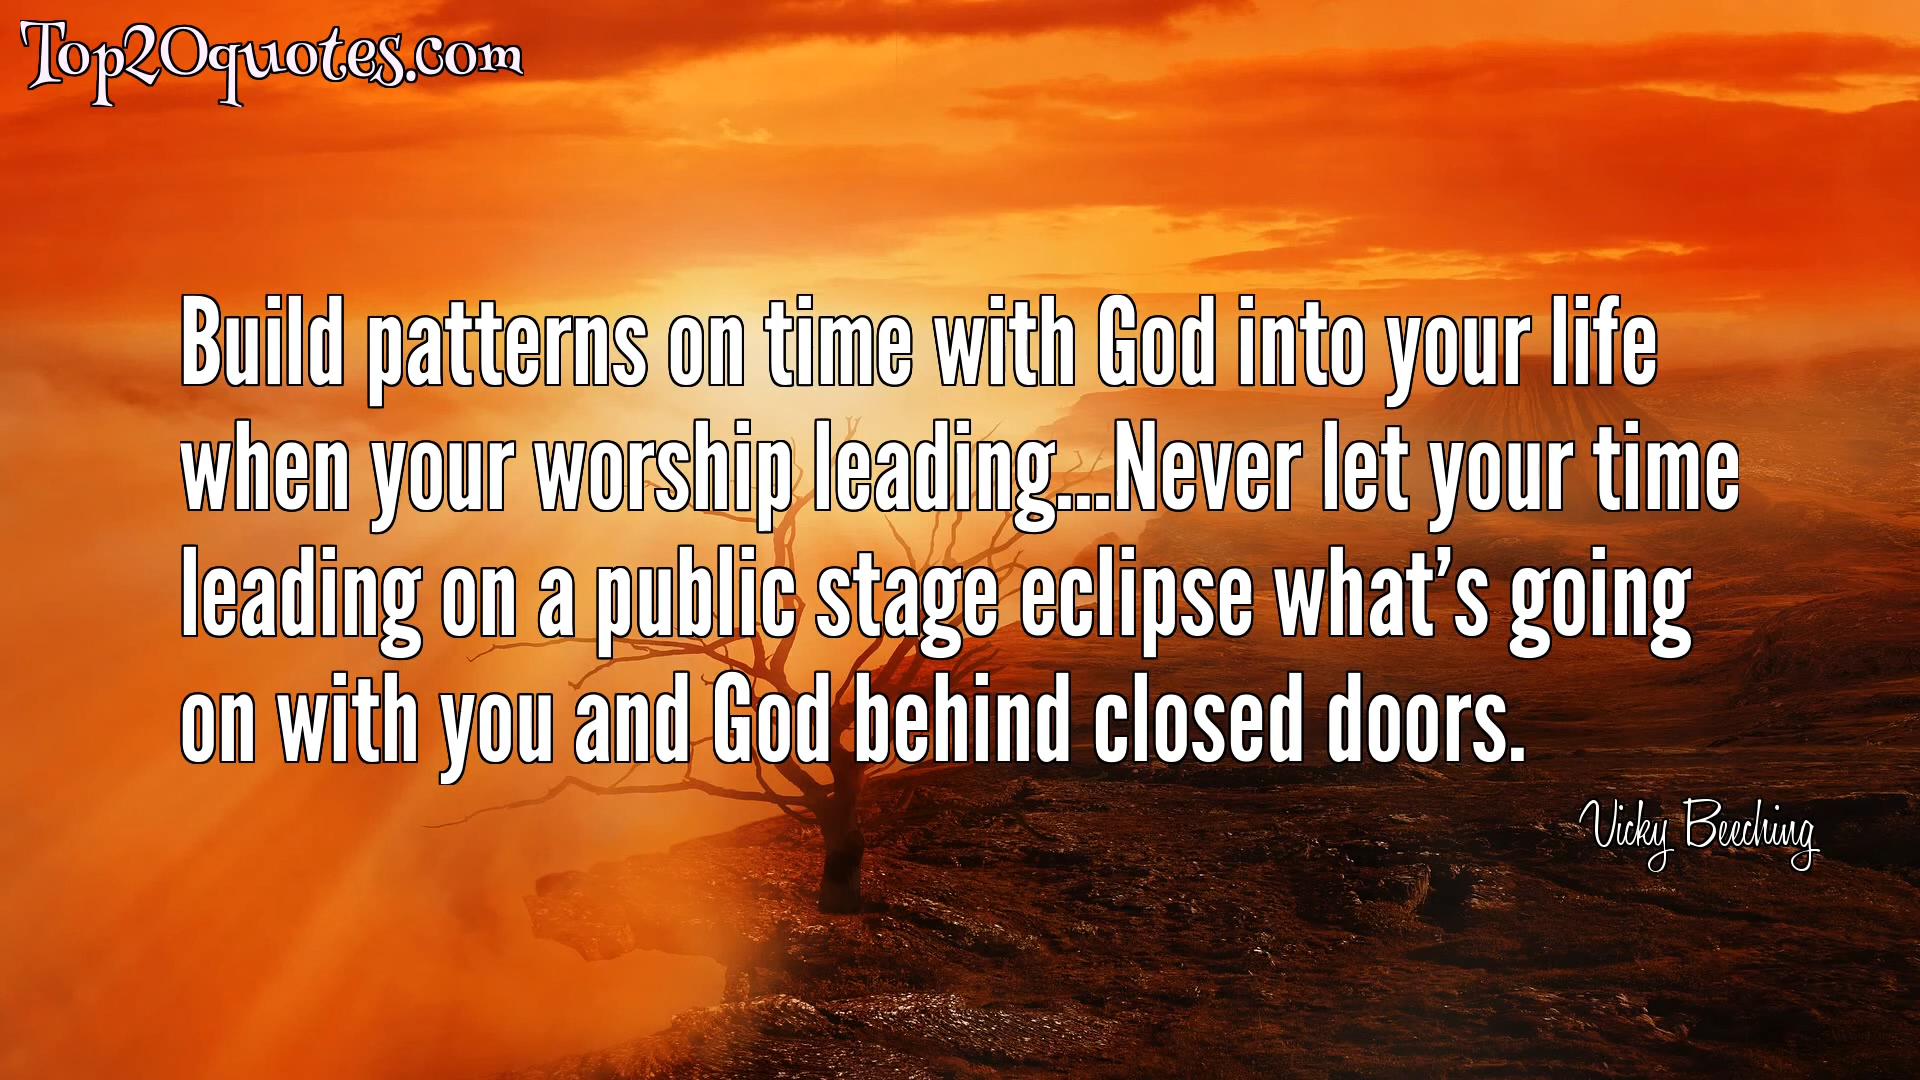 Top20quotes.com
Build patterns on time with God into your life
when your worship leading...Never let your time
leading on a public stage eclipse what’s going
on with you and God behind closed doors.
Vicky Beeching